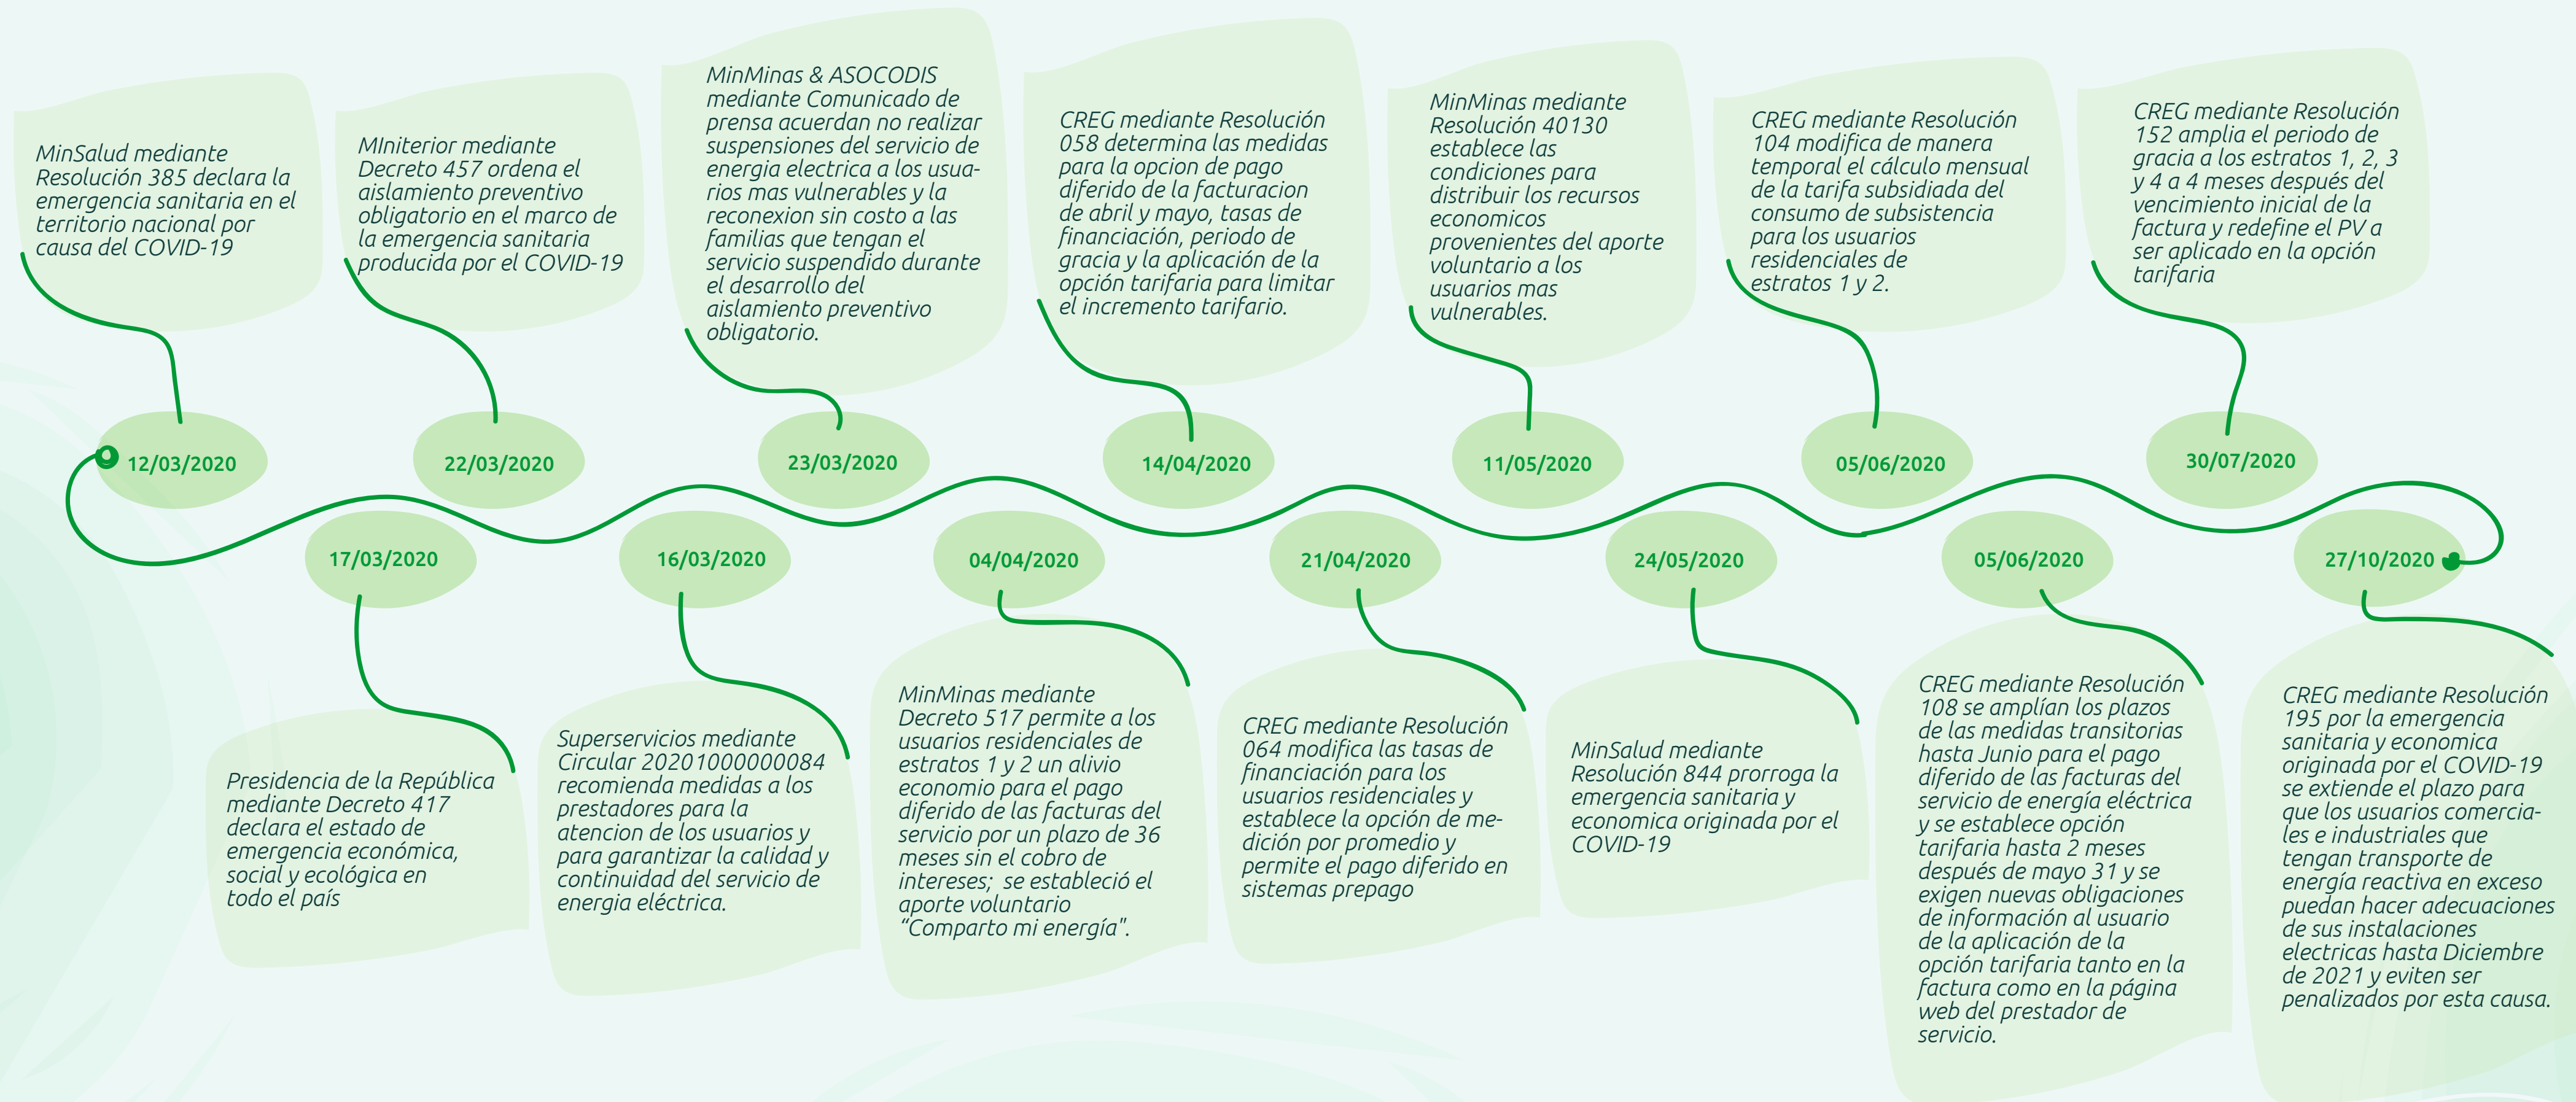 MinSalud mediante
Resolución 385 declara la
emergencia sanitaria en el
territorio nacional por
causa del COVID-19
12/03/2020
17/03/2020
Presidencia de la República
mediante Decreto 417
declara el estado de
emergencia económica,
social y ecológica en
todo el país
MIniterior mediante
Decreto 457 ordena el
aislamiento preventivo
obligatorio en el marco de
la emergencia sanitaria
producida por el COVID-19
22/03/2020
16/03/2020
Superservicios mediante
Circular 20201000000084
recomienda medidas a los
prestadores para la
atencion de los usuarios y
para garantizar la calidad y
continuidad del servicio de
energia eléctrica.
MinMinas & ASOCODIS
mediante Comunicado de
prensa acuerdan no realizar
suspensiones del servicio de
energia electrica a los usua-
rios mas vulnerables y la
reconexion sin costo a las
familias que tengan el
servicio suspendido durante
el desarrollo del
aislamiento preventivo
obligatorio.
23/03/2020
04/04/2020
MinMinas mediante
Decreto 517 permite a los
usuarios residenciales de
estratos 1 y 2 un alivio
economio para el pago
diferido de las facturas del
servicio por un plazo de 36
meses sin el cobro de
intereses;  se estableció el
aporte voluntario
“Comparto mi energía".
CREG mediante Resolución
058 determina las medidas
para la opcion de pago
diferido de la facturacion
de abril y mayo, tasas de
financiación, periodo de
gracia y la aplicación de la
opción tarifaria para limitar
el incremento tarifario.
14/04/2020
21/04/2020
CREG mediante Resolución
064 modifica las tasas de
financiación para los
usuarios residenciales y
establece la opción de me-
dición por promedio y
permite el pago diferido en
sistemas prepago
MinMinas mediante
Resolución 40130
establece las
condiciones para
distribuir los recursos
economicos
provenientes del aporte
voluntario a los
usuarios mas
vulnerables.
11/05/2020
24/05/2020
MinSalud mediante
Resolución 844 prorroga la
emergencia sanitaria y
economica originada por el
COVID-19
CREG mediante Resolución
104 modifica de manera
temporal el cálculo mensual
de la tarifa subsidiada del
consumo de subsistencia
para los usuarios
residenciales de
estratos 1 y 2.
05/06/2020
05/06/2020
CREG mediante Resolución
108 se amplían los plazos
de las medidas transitorias
hasta Junio para el pago
diferido de las facturas del
servicio de energía eléctrica
y se establece opción
tarifaria hasta 2 meses
después de mayo 31 y se
exigen nuevas obligaciones
de información al usuario
de la aplicación de la
opción tarifaria tanto en la
factura como en la página
web del prestador de
servicio.
CREG mediante Resolución
152 amplia el periodo de
gracia a los estratos 1, 2, 3
y 4 a 4 meses después del
vencimiento inicial de la
factura y redefine el PV a
ser aplicado en la opción
tarifaria
30/07/2020
27/10/2020
CREG mediante Resolución
195 por la emergencia
sanitaria y economica
originada por el COVID-19
se extiende el plazo para
que los usuarios comercia-
les e industriales que
tengan transporte de
energía reactiva en exceso
puedan hacer adecuaciones
de sus instalaciones
electricas hasta Diciembre
de 2021 y eviten ser
penalizados por esta causa.